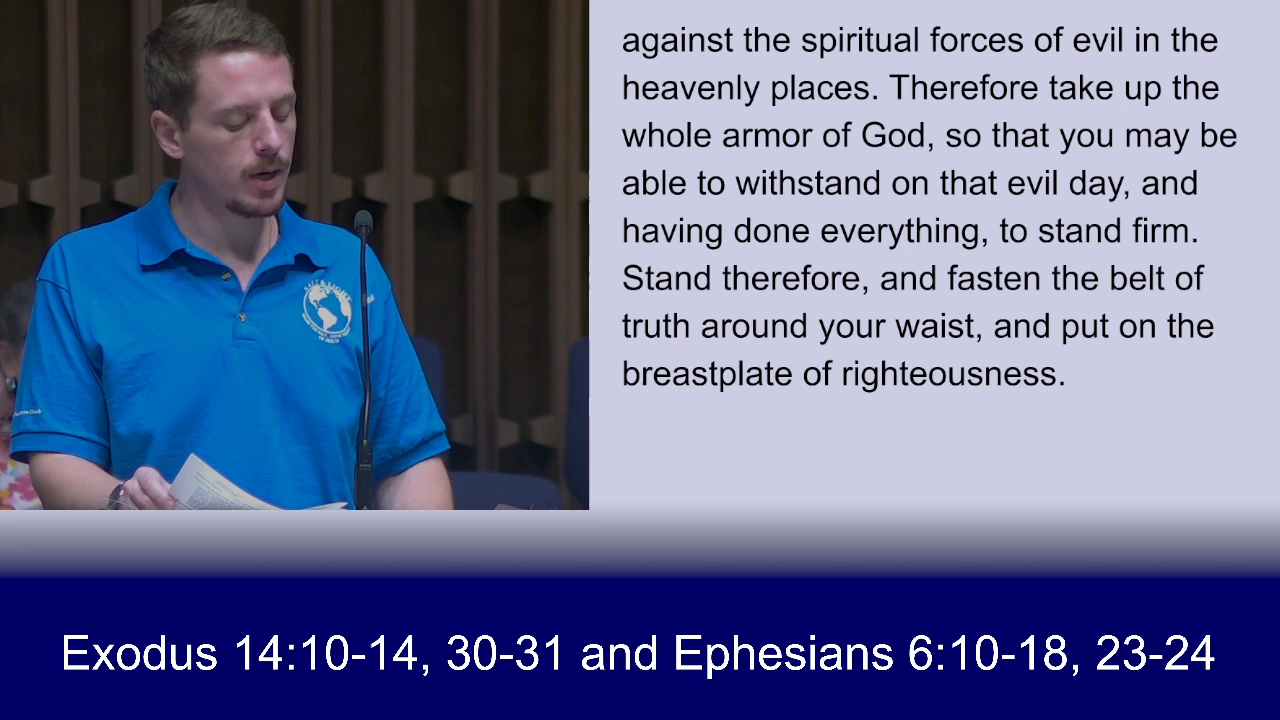 against the spiritual forces of evil in the
heavenly places. Therefore take up the
whole armor of God, so that you may be
able to withstand on that evil day, and
having done everything, to stand firm.
Stand therefore, and fasten the belt of
truth around your waist, and put on the
breastplate of righteousness.
SALT & LIGHT
Exodus 14:10-14, 30-31 and Ephesians 6:10-18, 23-24